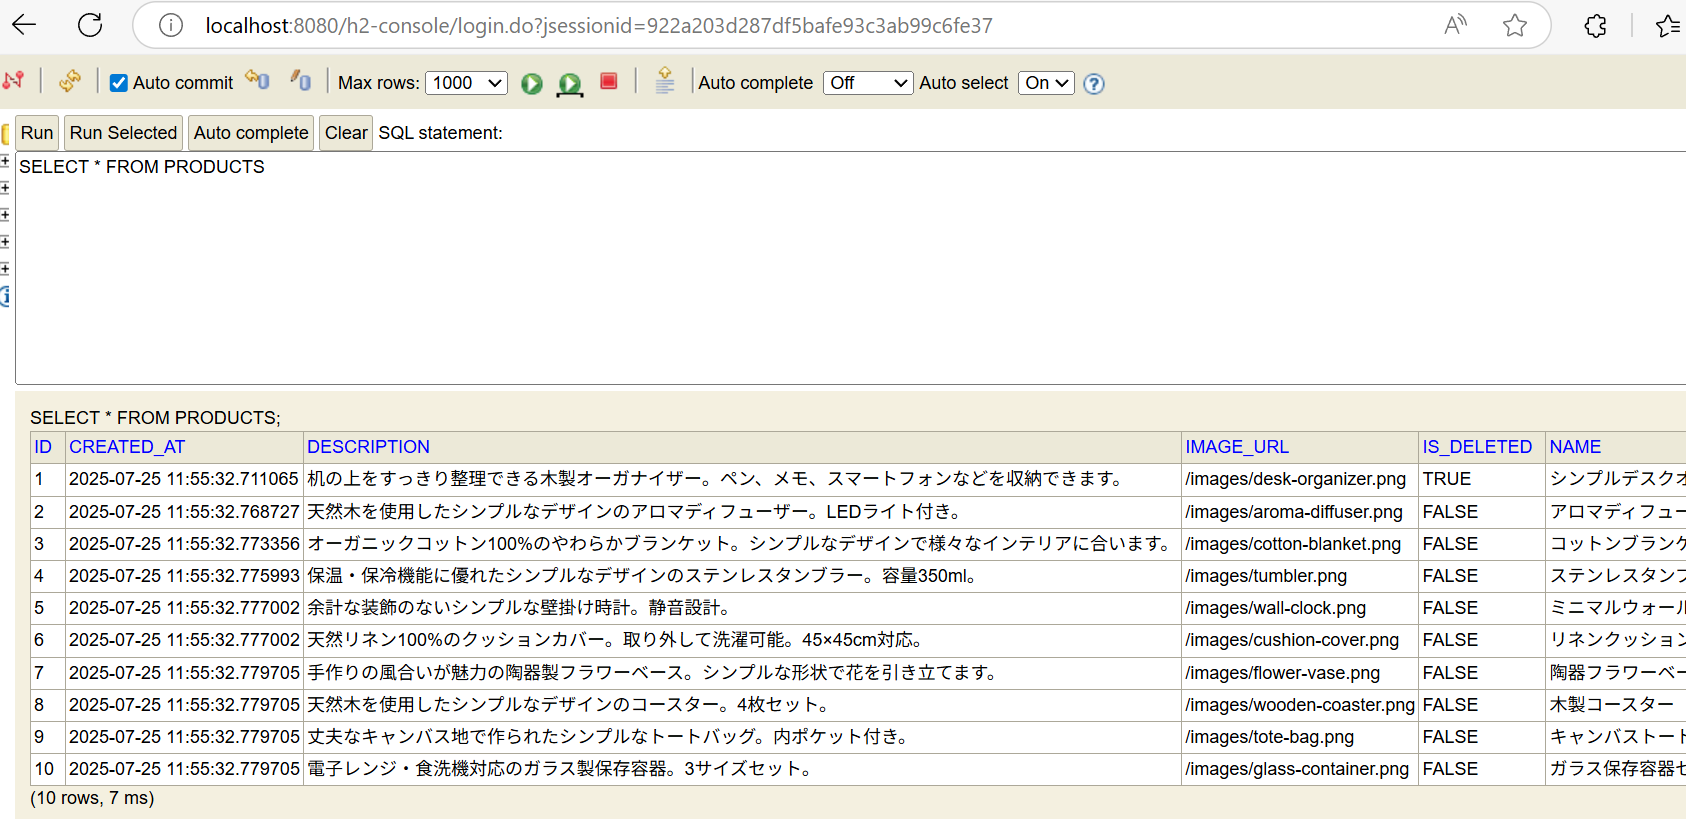 localhost:8080/h2-console/login.do?jsessionid=922a203d287df5bafe93c3ab99c6fe37
Auto commit Max rows: 1000 Auto complete Off Auto select On
Run Run Selected Auto complete Clear SQL statement:
SELECT * FROM PRODUCTS
SELECT * FROM PRODUCTS;
ID CREATED_AT DESCRIPTION IMAGE_URL IS_DELETED NAME
1 2025-07-25 11:55:32.711065 机の上をすっきり整理できる木製オーガナイザー。ペン、メモ、スマートフォンなどを収納できます。 /images/desk-organizer.png TRUE シンプルデスクオ
2 2025-07-25 11:55:32.768727 天然木を使用したシンプルなデザインのアロマディフューザー。LEDライト付き。 /images/aroma-diffuser.png FALSE アロマディフュー
3 2025-07-25 11:55:32.773356 オーガニックコットン100%のやわらかブランケット。シンプルなデザインで様々なインテリアに合います。 /images/cotton-blanket.png FALSE コットンブランケ
4 2025-07-25 11:55:32.775993 保温・保冷機能に優れたシンプルなデザインのステンレスタンブラー。容量350ml。 /images/tumbler.png FALSE ステンレスタンブ
5 2025-07-25 11:55:32.777002 余計な装飾のないシンプルな壁掛け時計。静音設計。 /images/wall-clock.png FALSE ミニマルウォール
6 2025-07-25 11:55:32.777002 天然リネン100%のクッションカバー。取り外して洗濯可能。45×45cm対応。 /images/cushion-cover.png FALSE リネンクッション
7 2025-07-25 11:55:32.779705 手作りの風合いが魅力の陶器製フラワーベース。シンプルな形状で花を引き立てます。 /images/flower-vase.png FALSE 陶器フラワーベー
8 2025-07-25 11:55:32.779705 天然木を使用したシンプルなデザインのコースター。4枚セット。 /images/wooden-coaster.png FALSE 木製コースター
9 2025-07-25 11:55:32.779705 丈夫なキャンバス地で作られたシンプルなトートバッグ。内ポケット付き。 /images/tote-bag.png FALSE キャンバストート
10 2025-07-25 11:55:32.779705 電子レンジ・食洗機対応のガラス製保存容器。3サイズセット。 /images/glass-container.png FALSE ガラス保存容器セ
(10 rows, 7 ms)